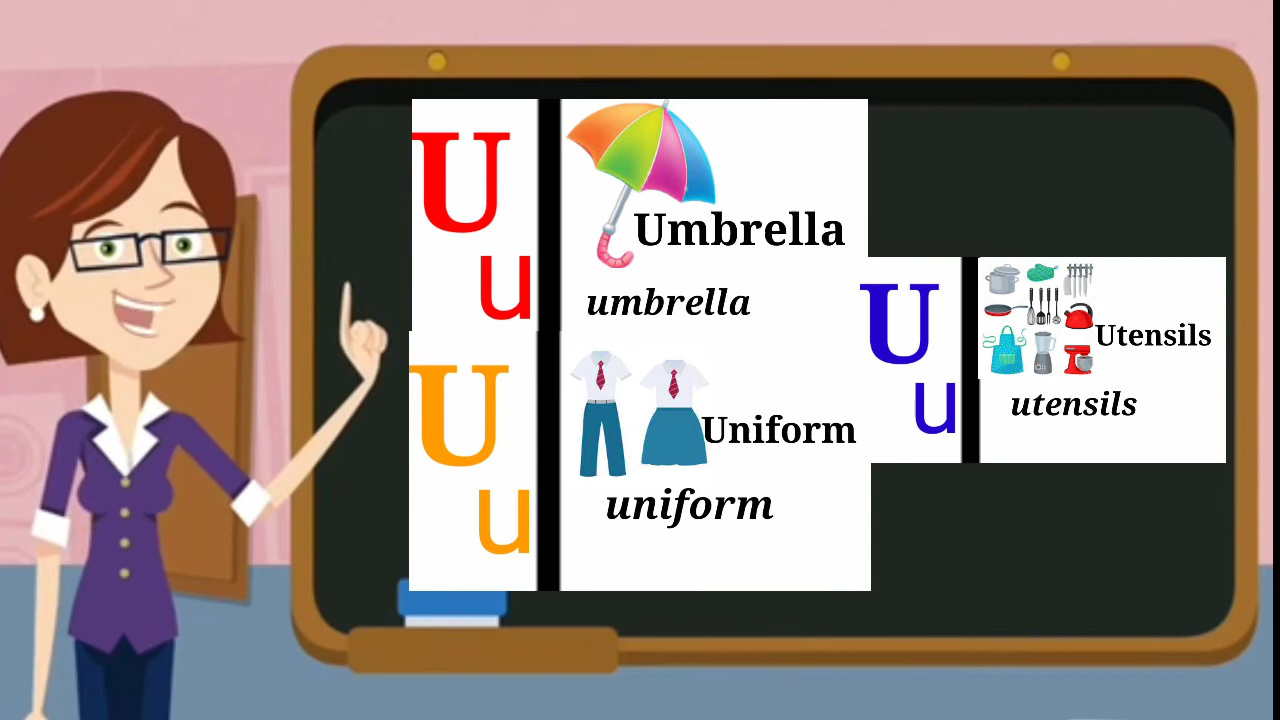 U
u
Umbrella
umbrella
U
u
Uniform
uniform
U
u
Utensils
utensils